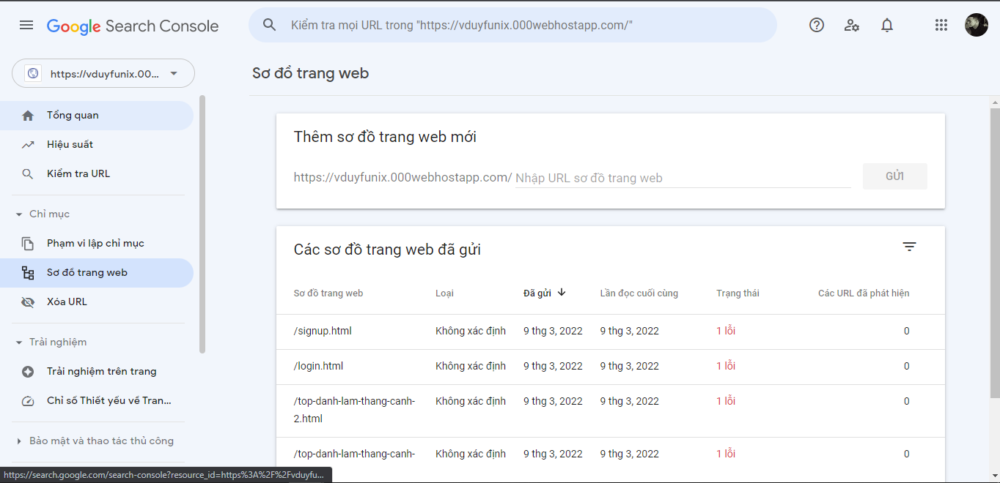 Google Search Console
Kiểm tra mọi URL trong "https://vduyfunix.000webhostapp.com/"
https://vduyfunix.00...
Sơ đồ trang web
Tổng quan
Hiệu suất
Kiểm tra URL
Chỉ mục
Phạm vi lập chỉ mục
Sơ đồ trang web
Xóa URL
Trải nghiệm
Trải nghiệm trên trang
Chỉ số Thiết yếu về Tran...
Bảo mật và thao tác thủ công
Thêm sơ đồ trang web mới
https://vduyfunix.000webhostapp.com/ Nhập URL sơ đồ trang web GỬI
Các sơ đồ trang web đã gửi
Sơ đồ trang web Loại Đã gửi Lần đọc cuối cùng Trạng thái Các URL đã phát hiện
/signup.html Không xác định 9 thg 3, 2022 9 thg 3, 2022 1 lỗi 0
/login.html Không xác định 9 thg 3, 2022 9 thg 3, 2022 1 lỗi 0
/top-danh-lam-thang-canh- Không xác định 9 thg 3, 2022 9 thg 3, 2022 1 lỗi 0
2.html
/top-danh-lam-thang-canh- Không xác định 9 thg 3, 2022 9 thg 3, 2022 1 lỗi 0
https://search.google.com/search-console?resource_id=https%3A%2F%2Fvduyfu...